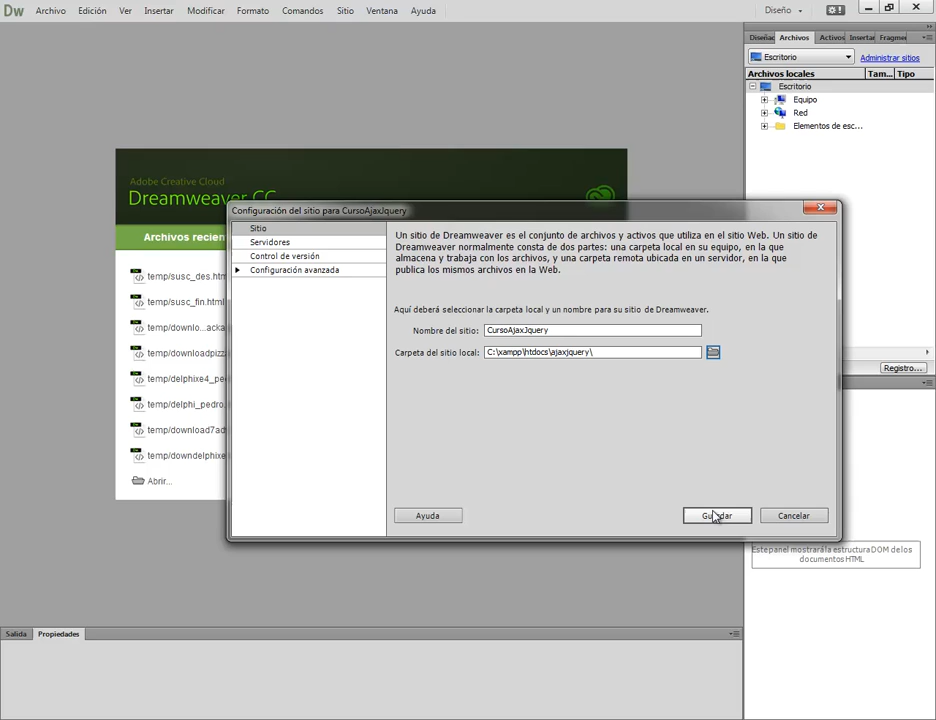 Dw Archivo Edición Ver Insertar Modificar Formato Comandos Sitio Ventana Ayuda Diseño
Archivos Activos
Escritorio Administrar sitios
Archivos locales Tam... Tipo
Escritorio
Equipo
Red
Elementos de esc...
Adobe Creative Cloud
Dreamweaver CC
Archivos recien
temp/susc_des.htm
temp/susc_fin.html
temp/downlo...acka
temp/downloadpizz
temp/delphixe4_pe
temp/delphi_pedro.
temp/download7ad
temp/downdelphixe
Abrir...
Configuración del sitio para CursoAjaxJquery
Sitio
Servidores
Control de versión
Configuración avanzada
Un sitio de Dreamweaver es el conjunto de archivos y activos que utiliza en el sitio Web. Un sitio de
Dreamweaver normalmente consta de dos partes: una carpeta local en su equipo, en la que
almacena y trabaja con los archivos, y una carpeta remota ubicada en un servidor, en la que
publica los mismos archivos en la Web.
Aquí deberá seleccionar la carpeta local y un nombre para su sitio de Dreamweaver.
Nombre del sitio: CursoAjaxJquery
Carpeta del sitio local: C:\xampp\htdocs\ajaxjquery\
Ayuda Guardar Cancelar
Registro...
Este panel mostrará la estructura DOM de los
documentos HTML
Salida Propiedades